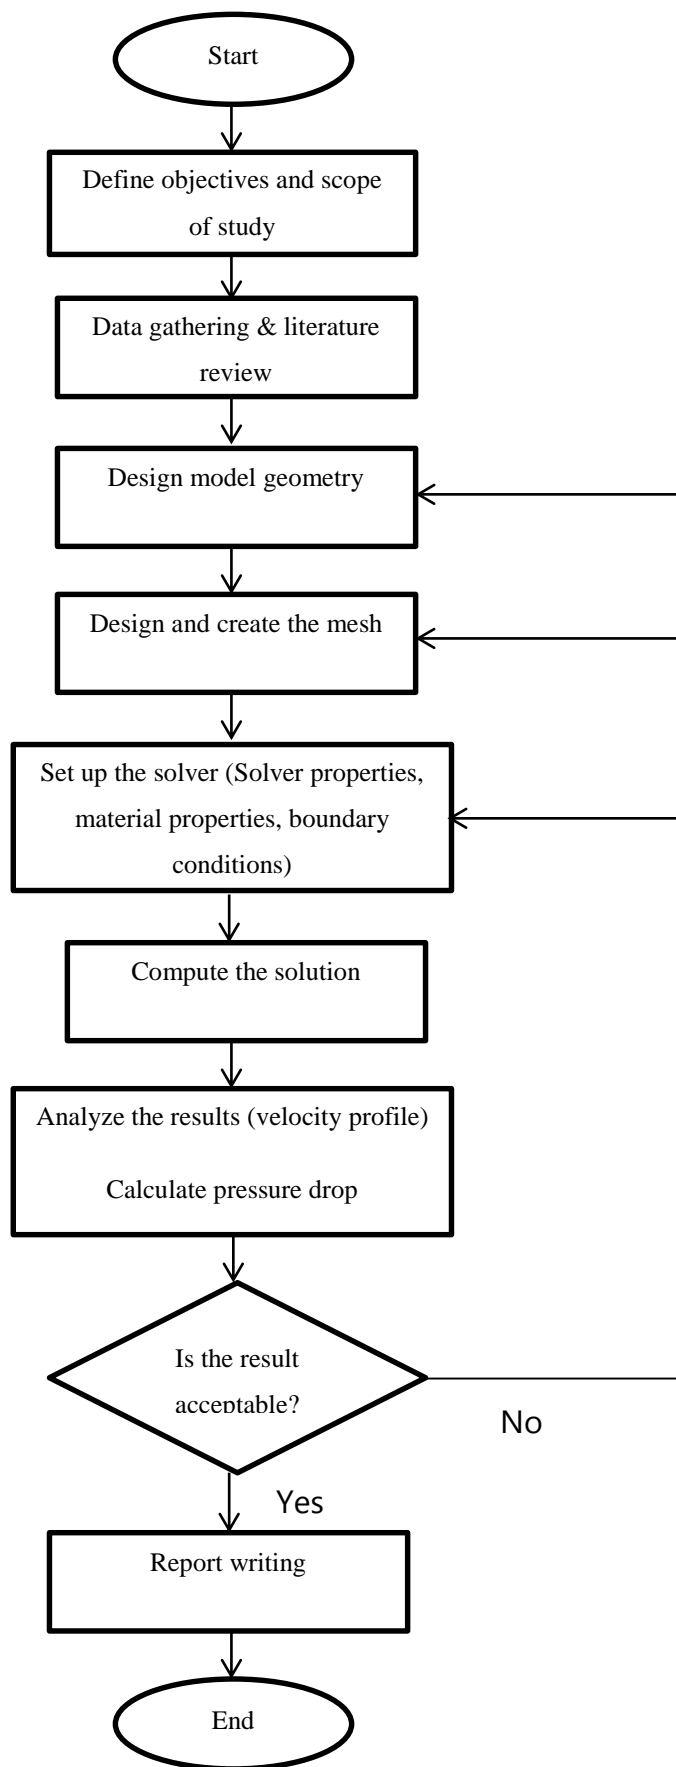 Start
Define objectives and scope
of study
Data gathering & literature
review
Design model geometry
Design and create the mesh
Set up the solver (Solver properties,
material properties, boundary
conditions)
Compute the solution
Analyze the results (velocity profile)
Calculate pressure drop
Is the result
acceptable?
No
Yes
Report writing
End